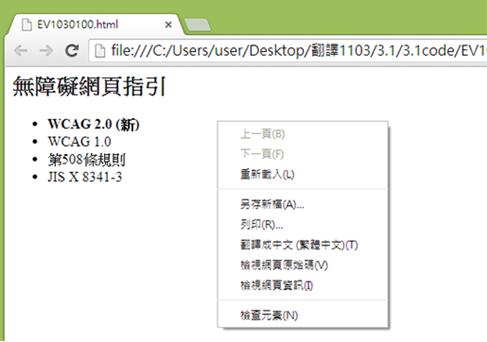 EV1030100.html
file:///C:/Users/user/Desktop/翻譯1103/3.1/3.1code/EV10
無障礙網頁指引
WCAG 2.0 (新)
WCAG 1.0
第508條規則
JIS X 8341-3
上一頁(B)
下一頁(F)
重新載入(L)
另存新檔(A)...
列印(R)...
翻譯成中文 (繁體中文)(T)
檢視網頁原始碼(V)
檢視網頁資訊(I)
檢查元素(N)